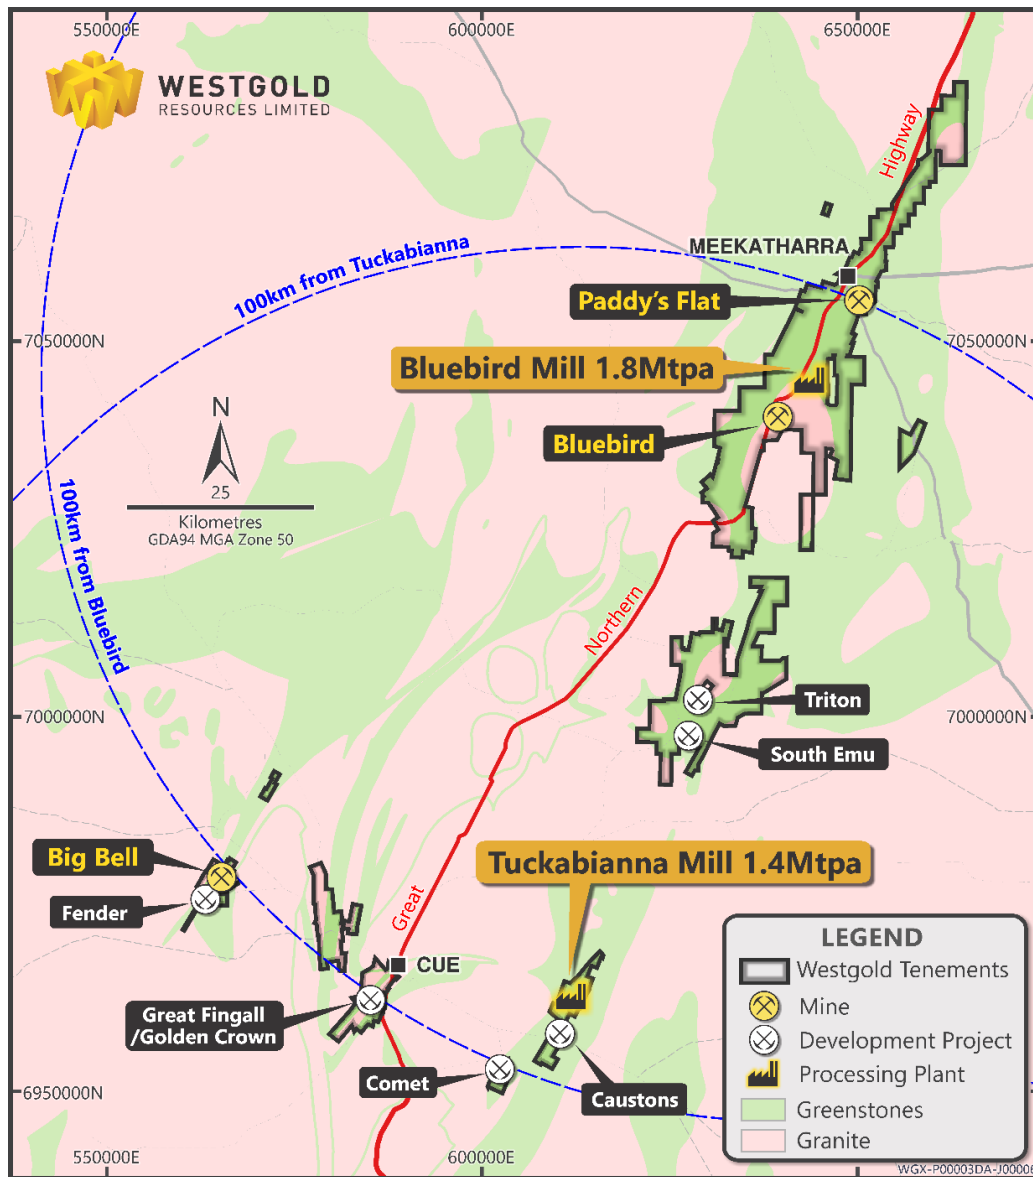 550000E
600000E
650000E
WESTGOLD
RESOURCES LIMITED
Highway
MEEKATHARRA
100km from Tuckabianna
Paddy's Flat
7050000N
7050000N
Bluebird Mill 1.8Mtpa
N
Bluebird
25
Kilometres
GDA94 MGA Zone 50
100km from Bluebird
Northern
Triton
7000000N
7000000N
South Emu
Big Bell
Tuckabianna Mill 1.4Mtpa
Fender
Great
CUE
Great Fingall
/Golden Crown
Comet
Caustons
6950000N
LEGEND
Westgold Tenements
Mine
Development Project
Processing Plant
Greenstones
Granite
550000E
600000E
WGX-P00003DA-J00006